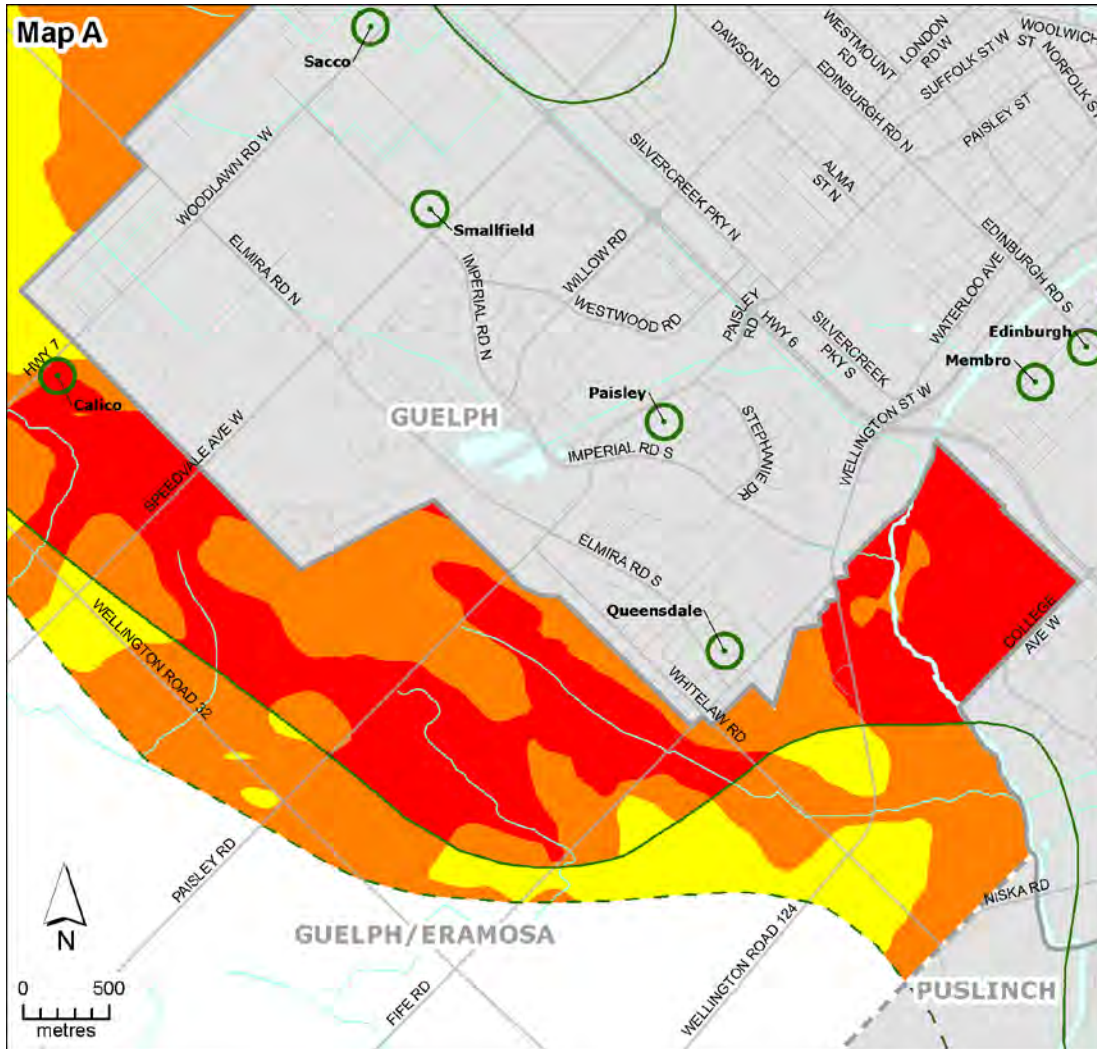 Map A
Sacco
DAWSON RD
WESTMOUNT
RD
LONDON
RD W
SUFFOLK ST W
WOOLWICH
ST
NORFOLK ST
EDINBURGH RD N
PAISLEY ST
WOODLAWN RD W
SILVERCREEK PKY N
ALMA
ST N
Smallfield
ELMIRA RD N
IMPERIAL RD N
WILLOW RD
WESTWOOD RD
PAISLEY
RD
HWY 6
SILVERCREEK
PKY S
WATERLOO AVE
EDINBURGH RD S
Edinburgh
Membro
HWY 7
Calico
GUELPH
Paisley
STEPHANIE
DR
WELLINGTON ST W
IMPERIAL RD S
SPEEDVALE AVE W
ELMIRA RD S
Queensdale
COLLEGE
AVE W
WHITELAW RD
WELLINGTON ROAD 32
PAISLEY RD
N
GUELPH/ERAMOSA
NISKA RD
WELLINGTON ROAD 124
FIFE RD
PUSLINCH
0 500
metres